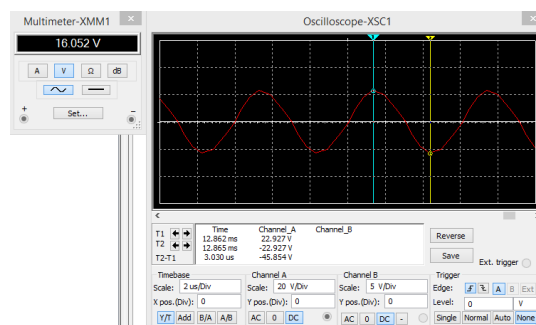 Multimeter-XMM1 ×
16.052 V
A V Ω dB
+ Set... −
Oscilloscope-XSC1 ×
T1
T2
T2-T1
Time Channel_A Channel_B
12.862 ms 22.927 V
12.865 ms -22.927 V
3.030 us -45.854 V
Reverse
Save
Ext. trigger
Timebase
Scale: 2 us/Div
X pos.(Div): 0
Y/T Add B/A A/B
Channel A
Scale: 20 V/Div
Y pos.(Div): 0
AC 0 DC
Channel B
Scale: 5 V/Div
Y pos.(Div): 0
AC 0 DC -
Trigger
Edge: A B Ext
Level: 0 V
Single Normal Auto None